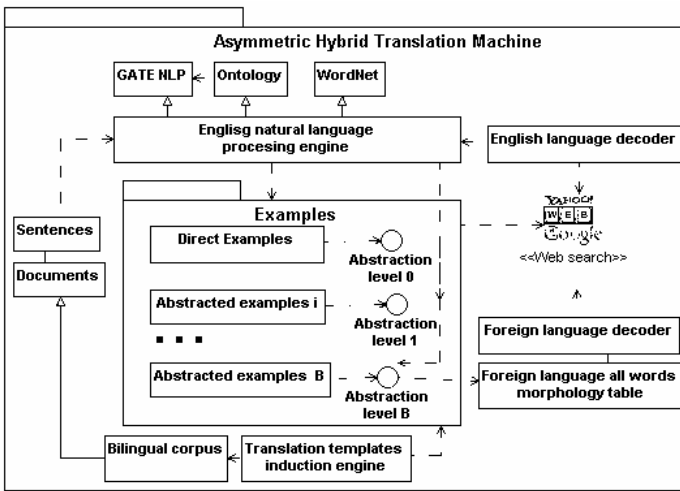 Asymmetric Hybrid Translation Machine
GATE NLP
Ontology
WordNet
Englisg natural language
procesing engine
English language decoder
YAHOO!
WEB
Google
<<Web search>>
Sentences
Documents
Examples
Direct Examples
Abstraction
level 0
Abstracted examples i
Abstraction
level 1
Abstracted examples B
Abstraction
level B
Foreign language decoder
Foreign language all words
morphology table
Bilingual corpus
Translation templates
induction engine